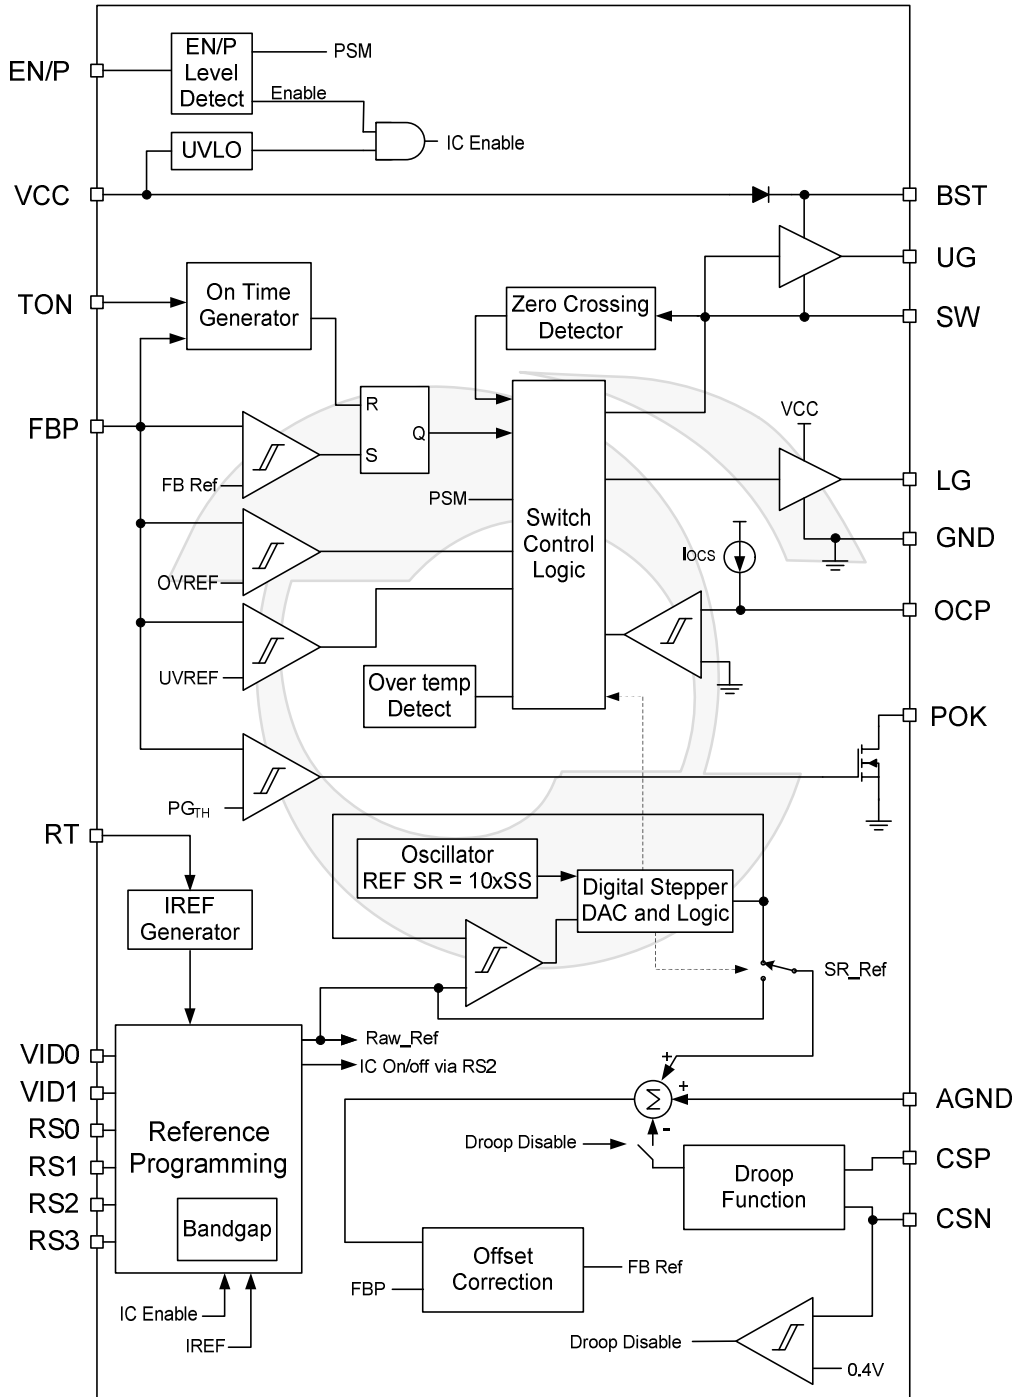 EN/P
EN/P
Level
Detect
PSM
Enable
UVLO
IC Enable
VCC
BST
UG
TON
On Time
Generator
Zero Crossing
Detector
SW
FBP
R
Q
S
FB Ref
VCC
LG
PSM
Switch
Control
Logic
GND
IOCS
OVREF
OCP
UVREF
Over temp
Detect
POK
PGTH
RT
Oscillator
REF SR = 10xSS
Digital Stepper
DAC and Logic
IREF
Generator
SR_Ref
Raw_Ref
IC On/off via RS2
VID0
VID1
RS0
RS1
RS2
RS3
Reference
Programming
Bandgap
+
+
Σ
-
AGND
Droop Disable
Droop
Function
CSP
CSN
Offset
Correction
FB Ref
FBP
IC Enable
IREF
Droop Disable
0.4V